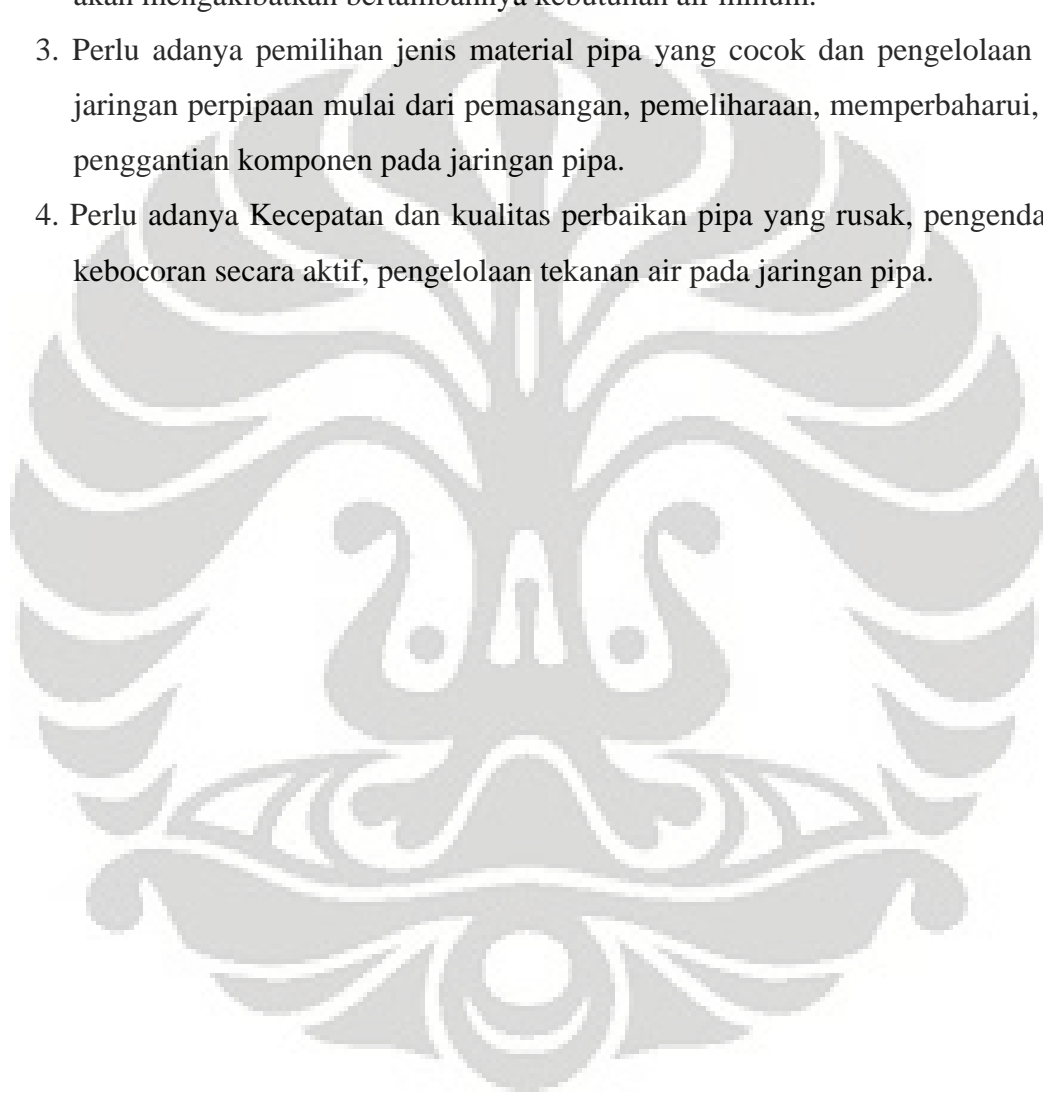 akan mengakibatkan bertambahnya kebutuhan air minum.
3. Perlu adanya pemilihan jenis material pipa yang cocok dan pengelolaan
jaringan perpipaan mulai dari pemasangan, pemeliharaan, memperbaharui,
penggantian komponen pada jaringan pipa.
4. Perlu adanya Kecepatan dan kualitas perbaikan pipa yang rusak, pengenda
kebocoran secara aktif, pengelolaan tekanan air pada jaringan pipa.